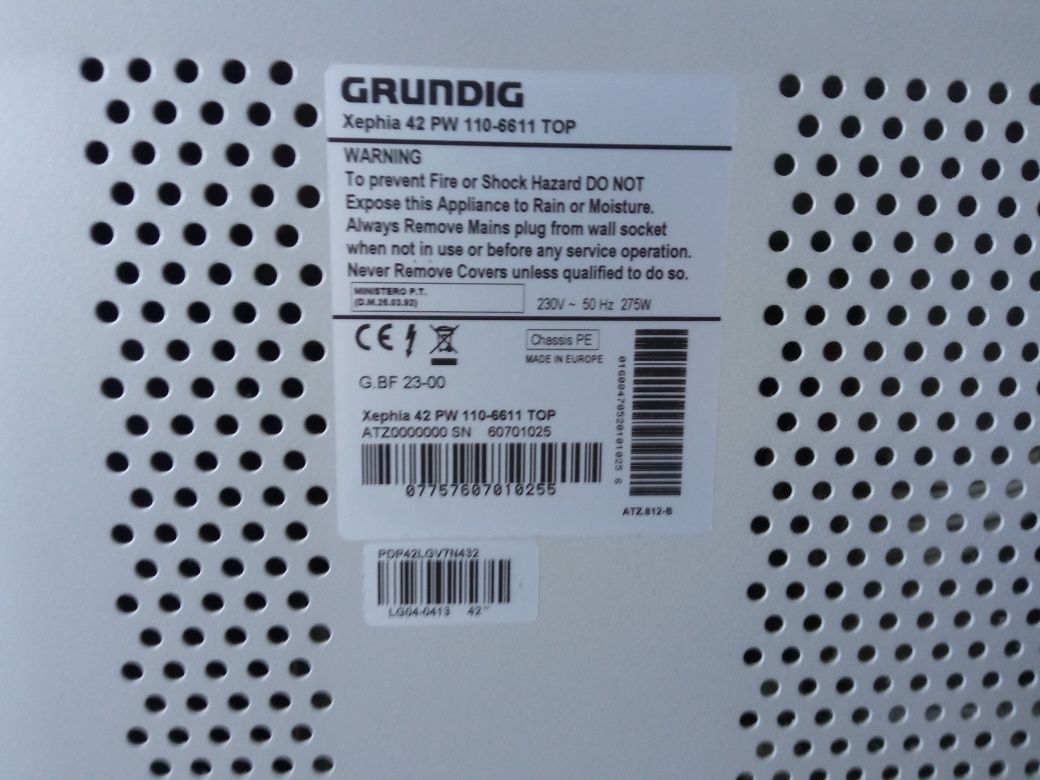 GRUNDIG
Xephia 42 PW 110-6611 TOP
WARNING
To prevent Fire or Shock Hazard DO NOT
Expose this Appliance to Rain or Moisture.
Always Remove Mains plug from wall socket
when not in use or before any service operation.
Never Remove Covers unless qualified to do so.
MINISTERO P.T.
(D.M.26.03.92)
230V ~ 50 Hz 275W
CE
Chassis PE
MADE IN EUROPE
G.BF 23-00
Xephia 42 PW 110-6611 TOP
ATZ0000000 SN 60701025
07757607010255
ATZ.812-B
PDP42LGV7N432
LG04-0413 42"